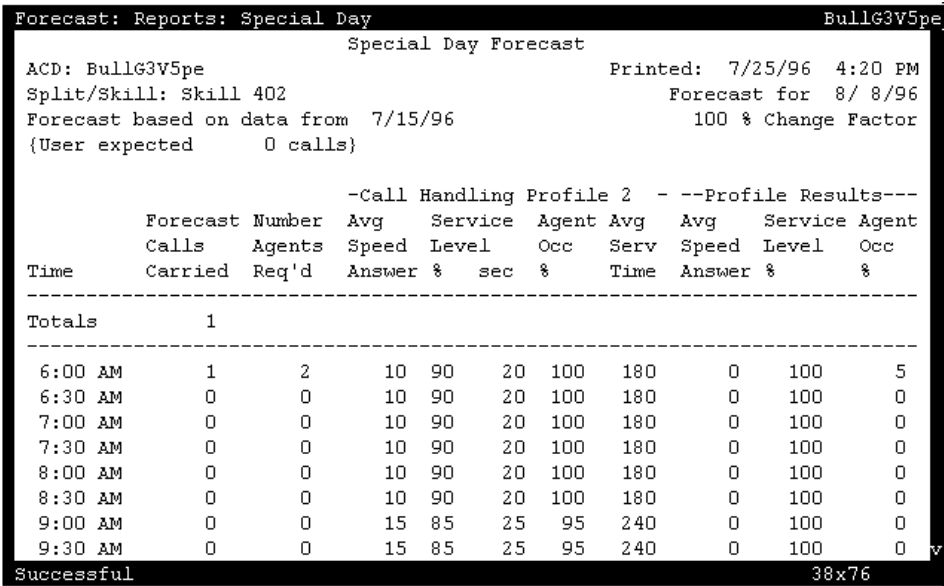 Forecast: Reports: Special Day BullG3V5pe
Special Day Forecast
ACD: BullG3V5pe Printed: 7/25/96 4:20 PM
Split/Skill: Skill 402 Forecast for 8/ 8/96
Forecast based on data from 7/15/96 100 % Change Factor
{User expected 0 calls}
-Call Handling Profile 2 - --Profile Results---
Forecast Number Avg Service Agent Avg Avg Service Agent
Calls Agents Speed Level Occ Serv Speed Level Occ
Time Carried Req'd Answer % sec % Time Answer % %
Totals 1
6:00 AM 1 2 10 90 20 100 180 0 100 5
6:30 AM 0 0 10 90 20 100 180 0 100 0
7:00 AM 0 0 10 90 20 100 180 0 100 0
7:30 AM 0 0 10 90 20 100 180 0 100 0
8:00 AM 0 0 10 90 20 100 180 0 100 0
8:30 AM 0 0 10 90 20 100 180 0 100 0
9:00 AM 0 0 15 85 25 95 240 0 100 0
9:30 AM 0 0 15 85 25 95 240 0 100 0 v
Successful 38x76